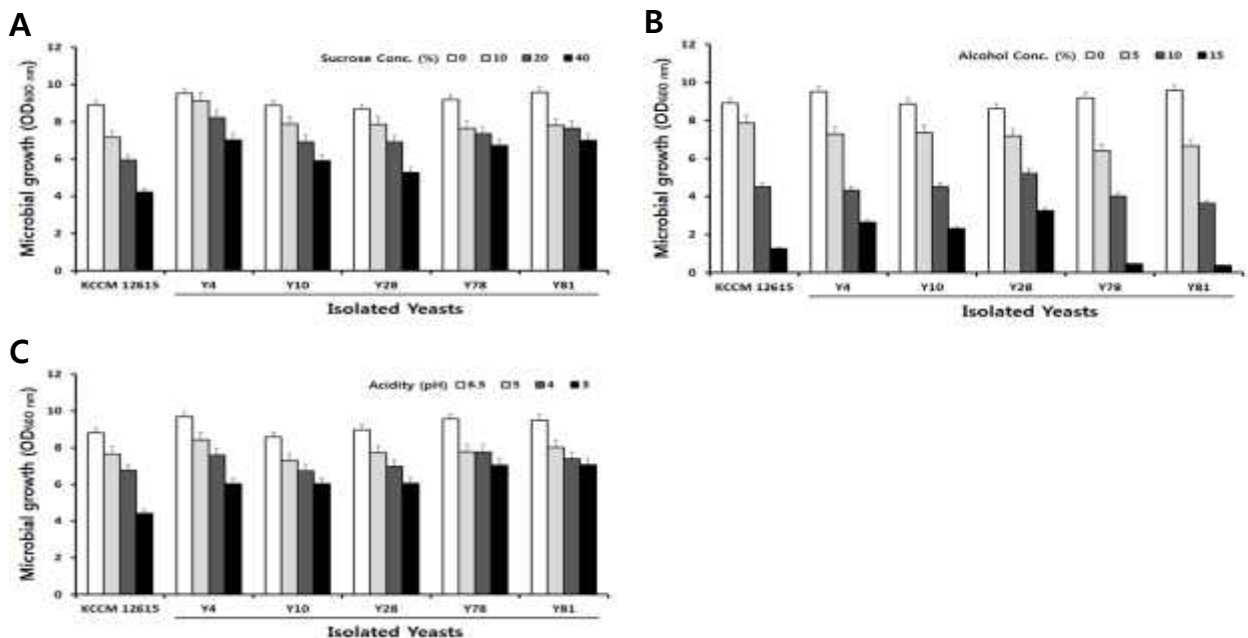 A
Sucrose Conc. (%) 0 10 20 40
Microbial growth (OD600 nm)
12
10
8
6
4
2
0
KCCM 12615 Y4 Y10 Y28 Y78 Y81
Isolated Yeasts
B
Alcohol Conc. (%) 0 5 10 15
Microbial growth (OD600 nm)
12
10
8
6
4
2
0
KCCM 12615 Y4 Y10 Y28 Y78 Y81
Isolated Yeasts
C
Acidity (pH) 6.5 5 4 3
Microbial growth (OD600 nm)
12
10
8
6
4
2
0
KCCM 12615 Y4 Y10 Y28 Y78 Y81
Isolated Yeasts